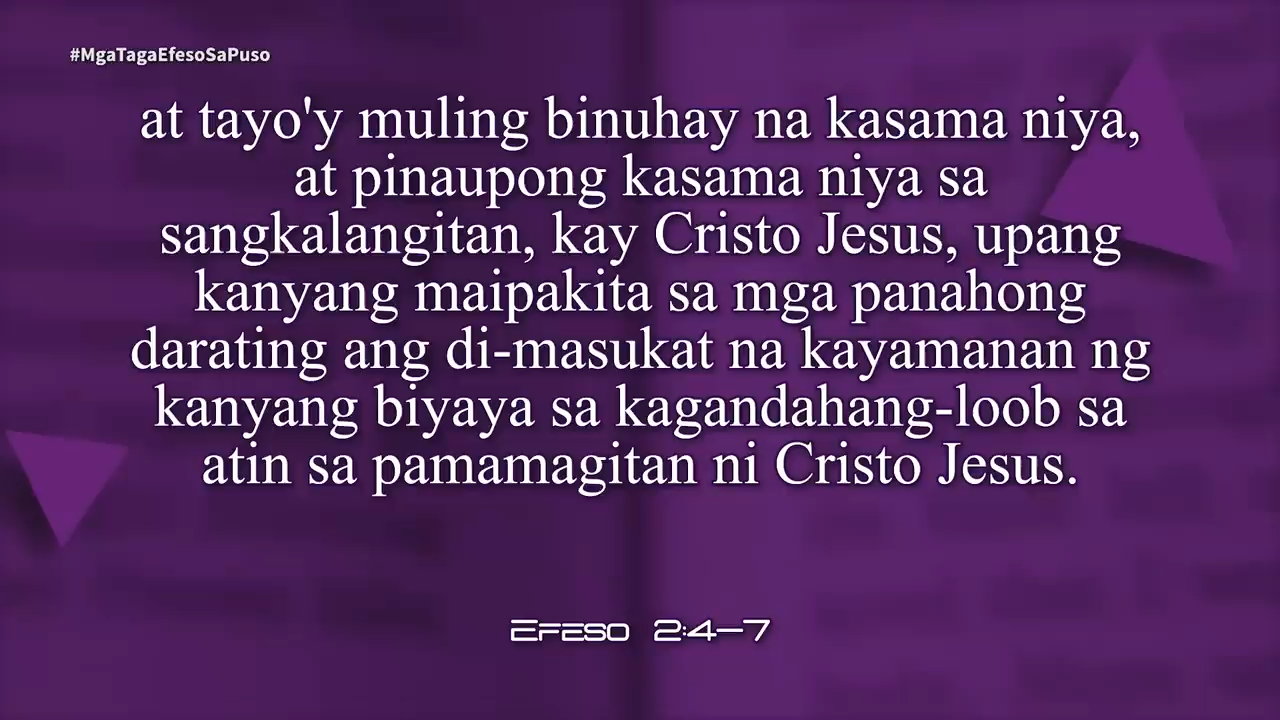 #MgaTagaEfesoSaPuso
at tayo'y muling binuhay na kasama niya,
at pinaupong kasama niya sa
sangkalangitan, kay Cristo Jesus, upang
kanyang maipakita sa mga panahong
darating ang di-masukat na kayamanan ng
kanyang biyaya sa kagandahang-loob sa
atin sa pamamagitan ni Cristo Jesus.
Efeso 2:4–7